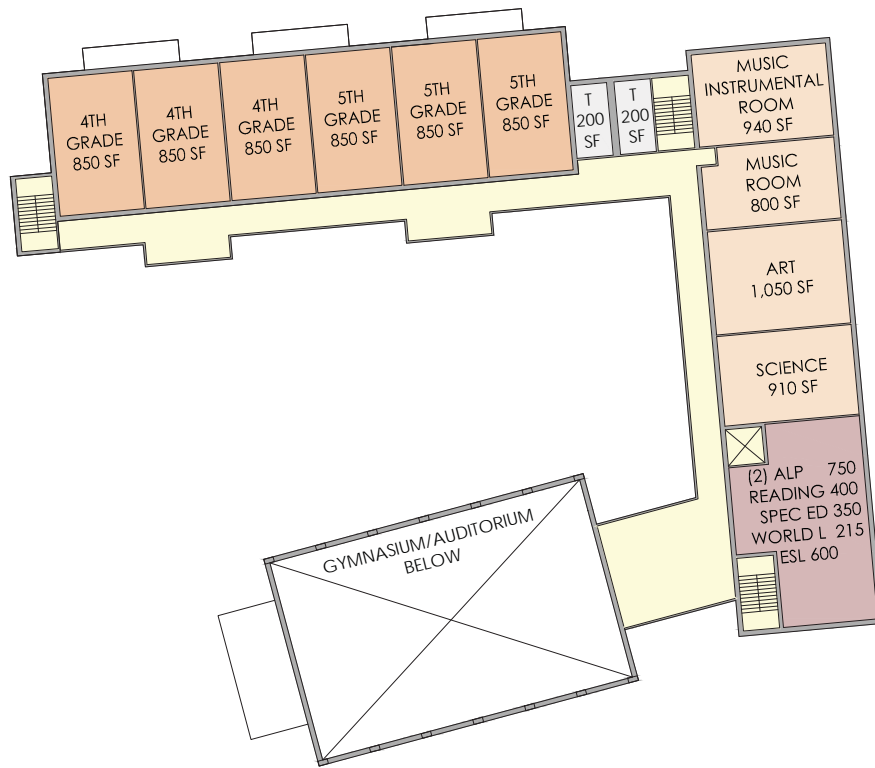 4TH
GRADE
850 SF
4TH
GRADE
850 SF
4TH
GRADE
850 SF
5TH
GRADE
850 SF
5TH
GRADE
850 SF
5TH
GRADE
850 SF
T
200
SF
T
200
SF
MUSIC
INSTRUMENTAL
ROOM
940 SF
MUSIC
ROOM
800 SF
ART
1,050 SF
SCIENCE
910 SF
(2) ALP 750
READING 400
SPEC ED 350
WORLD L 215
ESL 600
GYMNASIUM/AUDITORIUM
BELOW